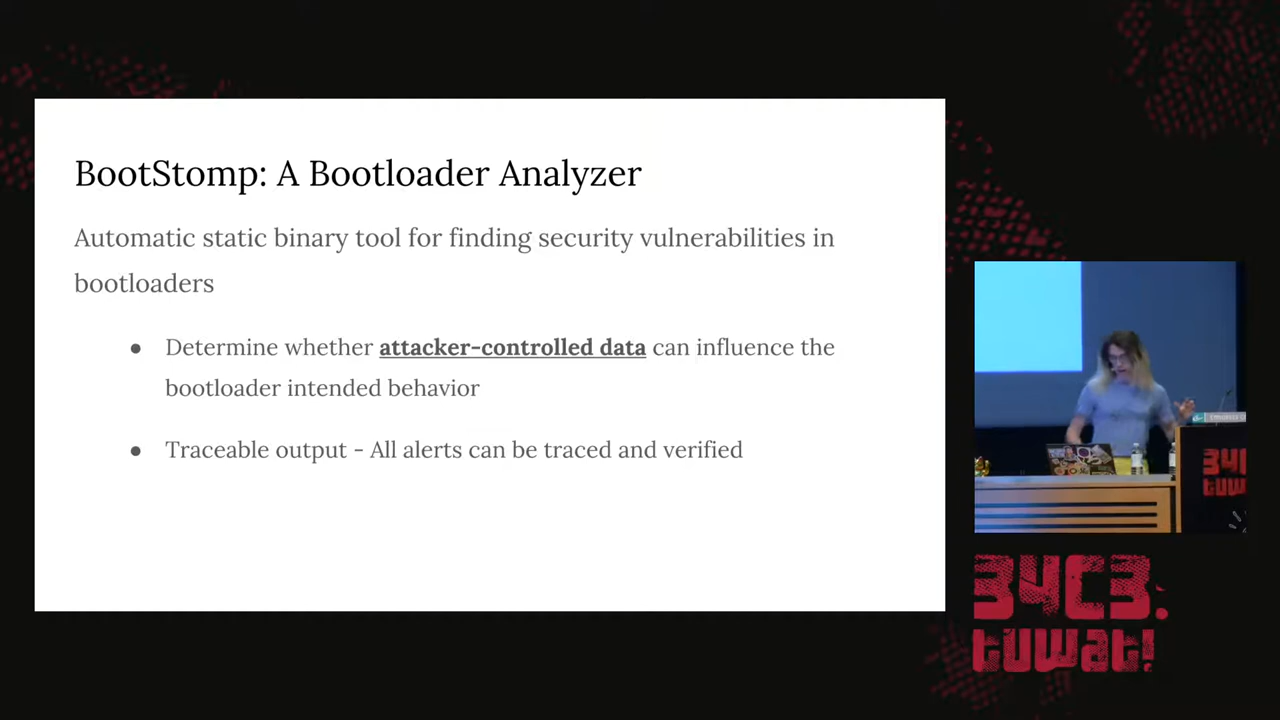 BootStomp: A Bootloader Analyzer
Automatic static binary tool for finding security vulnerabilities in
bootloaders
● Determine whether attacker-controlled data can influence the
bootloader intended behavior
● Traceable output - All alerts can be traced and verified
34C3.
tuwat!